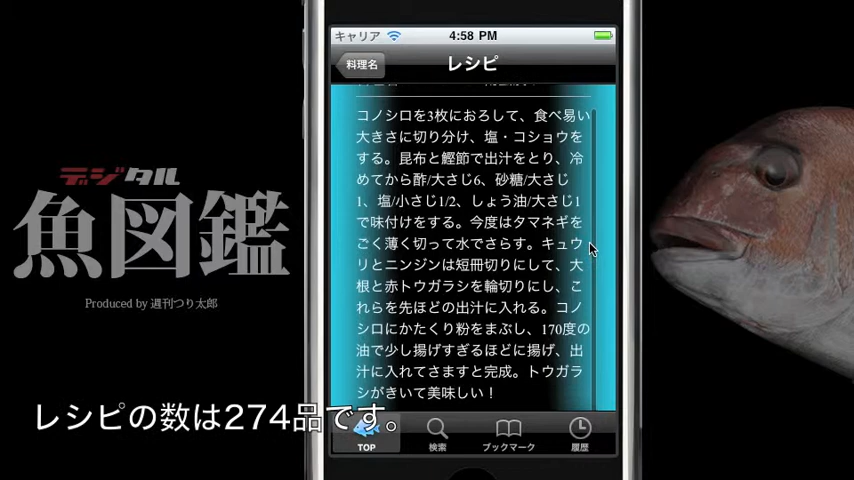 デジタル
魚図鑑
Produced by 週刊つり太郎
キャリア
4:58 PM
料理名
レシピ
コノシロを3枚におろして、食べ易い
大きさに切り分け、塩・コショウを
する。昆布と鰹節で出汁をとり、冷
めてから酢/大さじ6、砂糖/大さじ
1、塩/小さじ1/2、しょう油/大さじ1
で味付けをする。今度はタマネギを
ごく薄く切って水でさらす。キュウ
リとニンジンは短冊切りにして、大
根と赤トウガラシを輪切りにし、こ
れらを先ほどの出汁に入れる。コノ
シロにかたくり粉をまぶし、170度の
油で少し揚げすぎるほどに揚げ、出
汁に入れてさますと完成。トウガラ
シがきいて美味しい！
レシピの数は274品です。
TOP
検索
ブックマーク
履歴